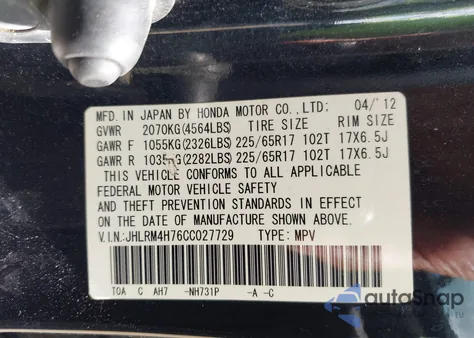 MFD. IN JAPAN BY HONDA MOTOR CO., LTD: 04/'12
GVWR 2070KG(4564LBS) TIRE SIZE RIM SIZE
GAWR F 1055KG(2326LBS) 225/65R17 102T 17X6.5J
GAWR R 1035KG(2282LBS) 225/65R17 102T 17X6.5J
THIS VEHICLE CONFORMS TO ALL APPLICABLE
FEDERAL MOTOR VEHICLE SAFETY
AND THEFT PREVENTION STANDARDS IN EFFECT
ON THE DATE OF MANUFACTURE SHOWN ABOVE.
V.I.N.:JHLRM4H76CC027729 TYPE: MPV
TOA C AH7 -NH731P -A -C
autoSnap